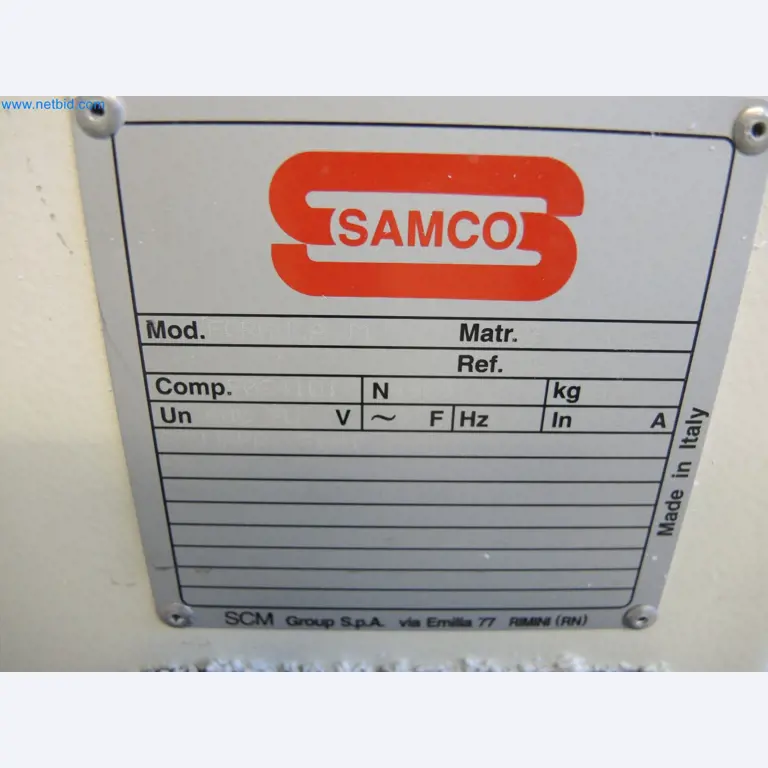 www.netbid.com
SAMCO
Mod. Matr.
Ref.
Comp. N kg
Un V ~ F Hz In A
Made in Italy
SCM Group S.p.A. via Emilia 77 RIMINI (RN)